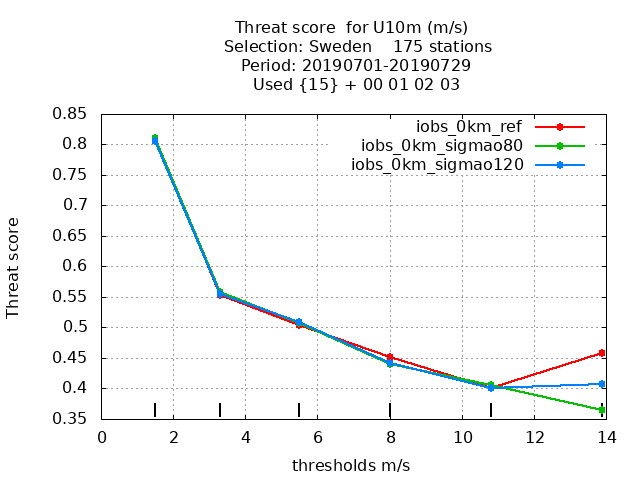 Threat score  for U10m (m/s)
Selection: Sweden    175 stations
Period: 20190701-20190729
Used {15} + 00 01 02 03
0.85
0.8
0.75
0.7
0.65
0.6
0.55
0.5
0.45
0.4
0.35
Threat score
iobs_0km_ref
iobs_0km_sigmao80
iobs_0km_sigmao120
0 2 4 6 8 10 12 14
thresholds m/s